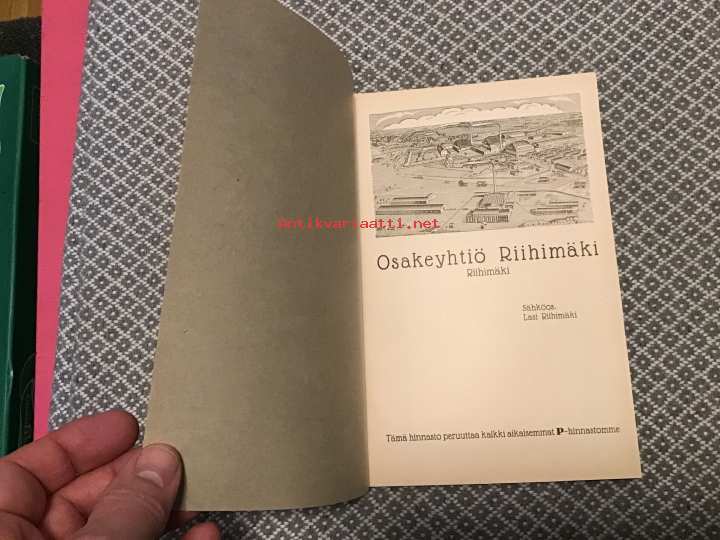 Antikvariaatti.net
Osakeyhtiö Riihimäki
Riihimäki
Sähköos.
Lasi Riihimäki
Tämä hinnasto peruuttaa kaikki aikaisemmat P-hinnastomme